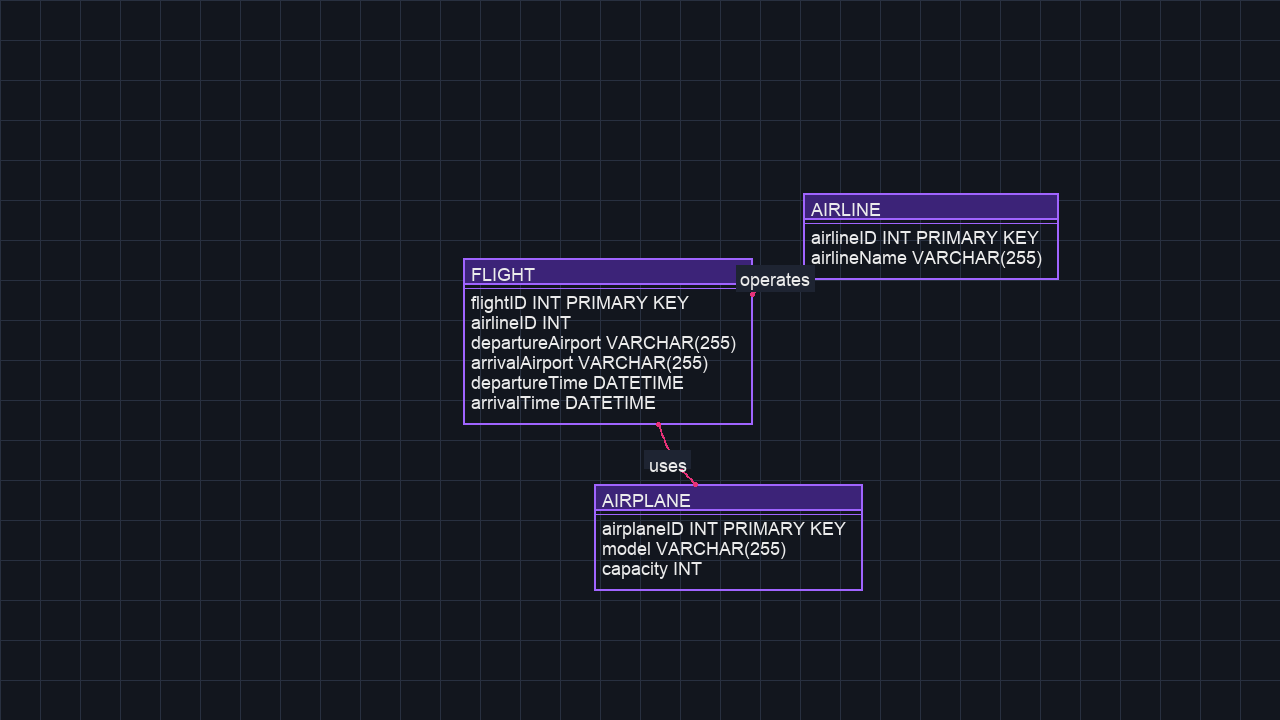 AIRLINE
airlineID INT PRIMARY KEY
airlineName VARCHAR(255)
operates
FLIGHT
flightID INT PRIMARY KEY
airlineID INT
departureAirport VARCHAR(255)
arrivalAirport VARCHAR(255)
departureTime DATETIME
arrivalTime DATETIME
uses
AIRPLANE
airplaneID INT PRIMARY KEY
model VARCHAR(255)
capacity INT